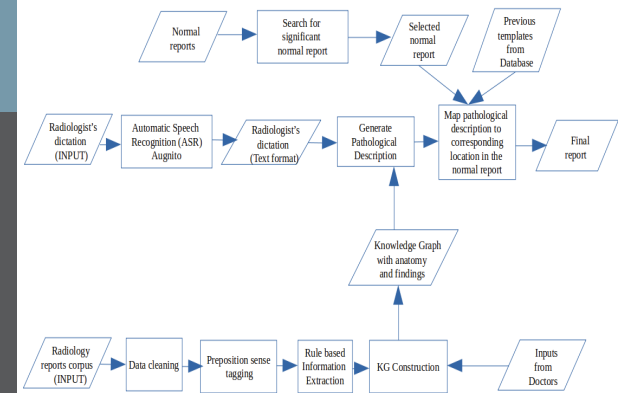 Normal
reports
Search for
significant
normal report
Selected
normal
report
Previous
templates
from
Database
Radiologist's
dictation
(INPUT)
Automatic Speech
Recognition (ASR)
Augnito
Radiologist's
dictation
(Text format)
Generate
Pathological
Description
Map pathological
description to
corresponding
location in the
normal report
Final
report
Knowledge Graph
with anatomy
and findings
Radiology
reports corpus
(INPUT)
Data cleaning
Preposition sense
tagging
Rule based
Information
Extraction
KG Construction
Inputs
from
Doctors